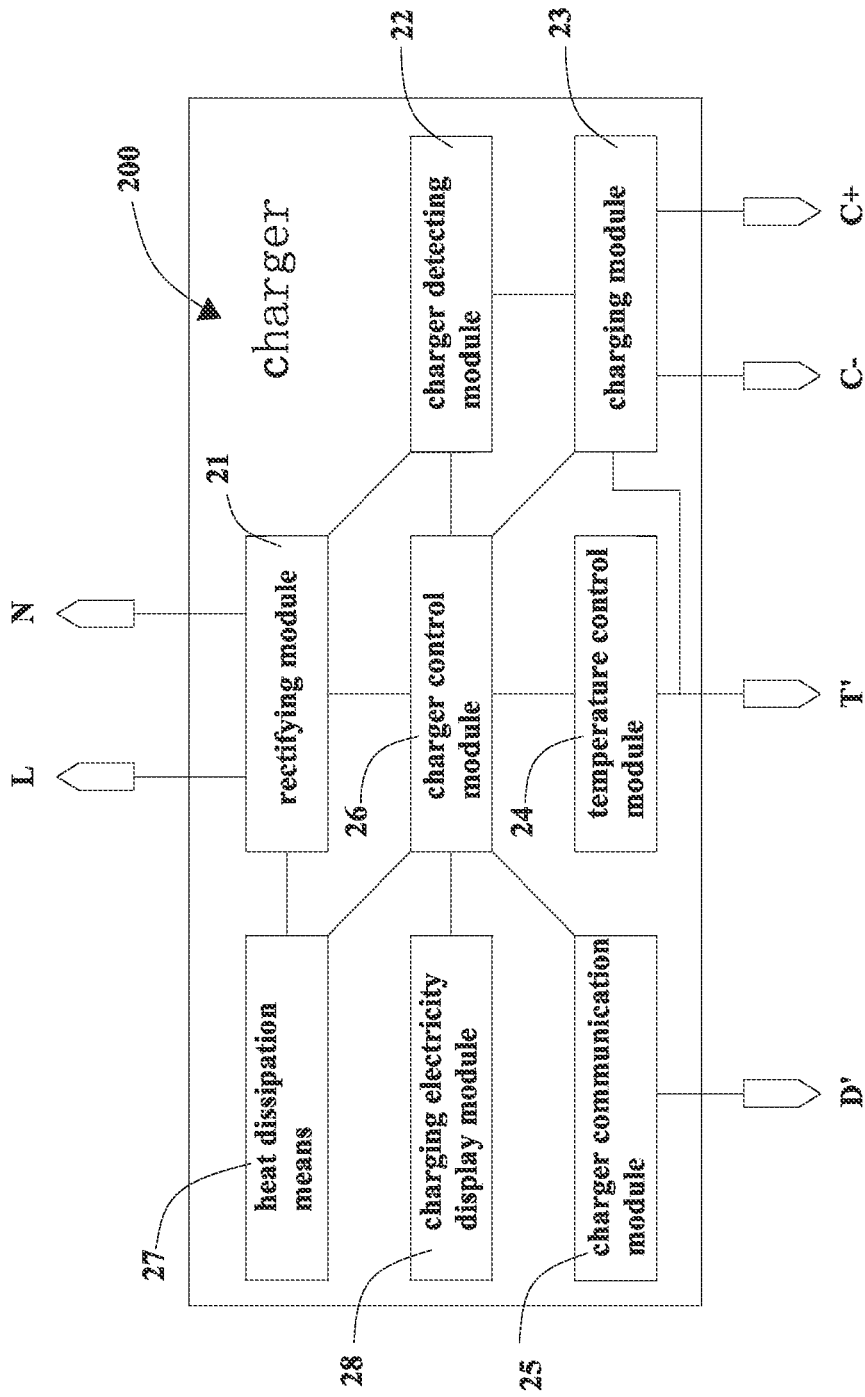 L
N
200
charger
27
heat dissipation
means
rectifying module
21
28
charging electricity
display module
26
charger control
module
charger detecting
module
22
25
charger communication
module
24
temperature control
module
charging module
23
D'
T'
C-
C+